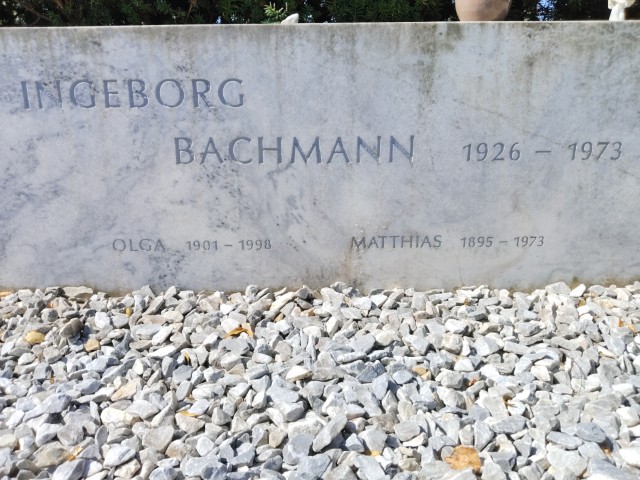 INGEBORG
BACHMANN 1926 – 1973
OLGA 1901 – 1998 MATTHIAS 1895 – 1973